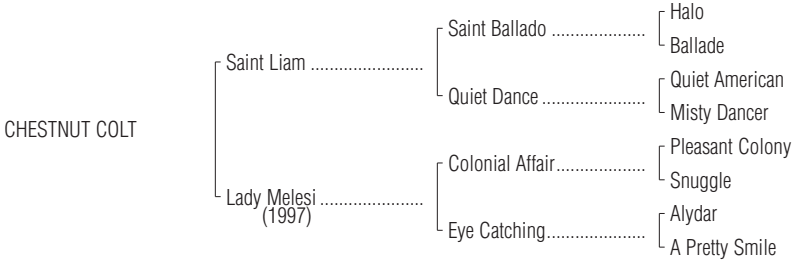 Halo
Saint Ballado ....................
Ballade
Saint Liam ........................
Quiet American
Quiet Dance ......................
Misty Dancer
CHESTNUT COLT
Pleasant Colony
Colonial Affair...................
Snuggle
Lady Melesi ......................
(1997)
Alydar
Eye Catching.....................
A Pretty Smile